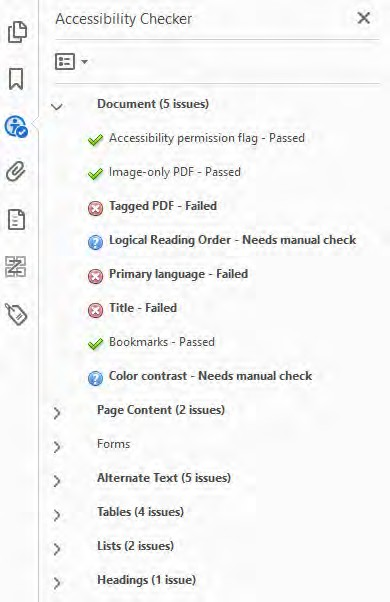 Accessibility Checker
Document (5 issues)
Accessibility permission flag - Passed
Image-only PDF - Passed
Tagged PDF - Failed
Logical Reading Order - Needs manual check
Primary language - Failed
Title - Failed
Bookmarks - Passed
Color contrast - Needs manual check
Page Content (2 issues)
Forms
Alternate Text (5 issues)
Tables (4 issues)
Lists (2 issues)
Headings (1 issue)